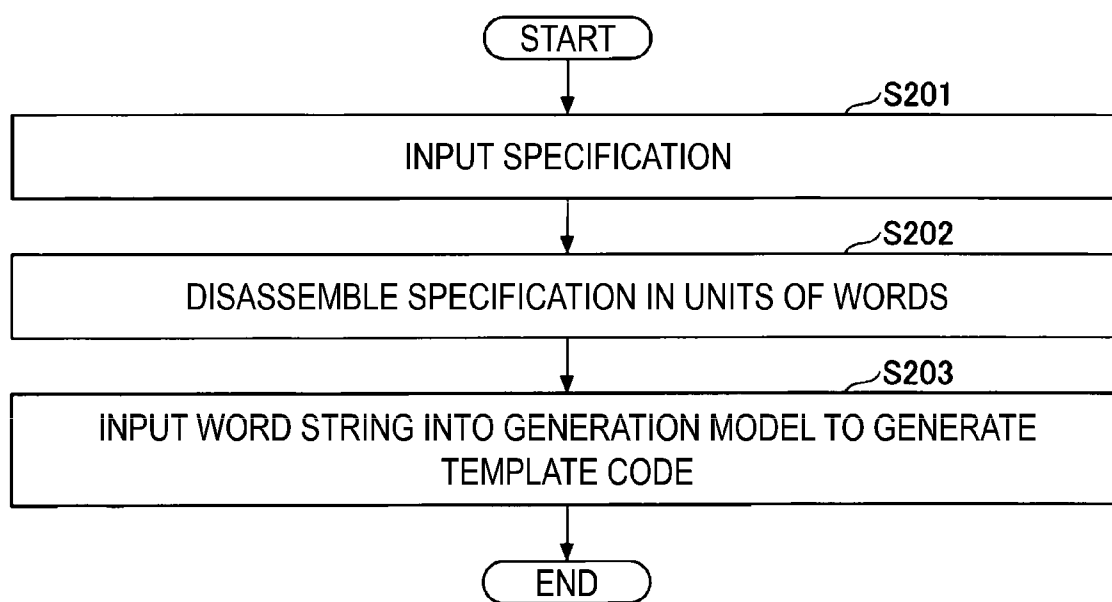 START
S201
INPUT SPECIFICATION
S202
DISASSEMBLE SPECIFICATION IN UNITS OF WORDS
S203
INPUT WORD STRING INTO GENERATION MODEL TO GENERATE
TEMPLATE CODE
END